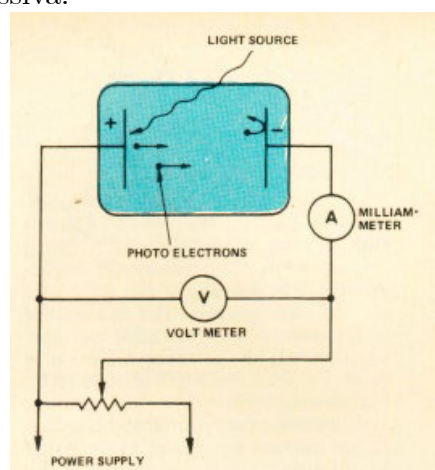 LIGHT SOURCE
+
-
A
MILLIAM-
METER
PHOTO ELECTRONS
V
VOLT METER
POWER SUPPLY